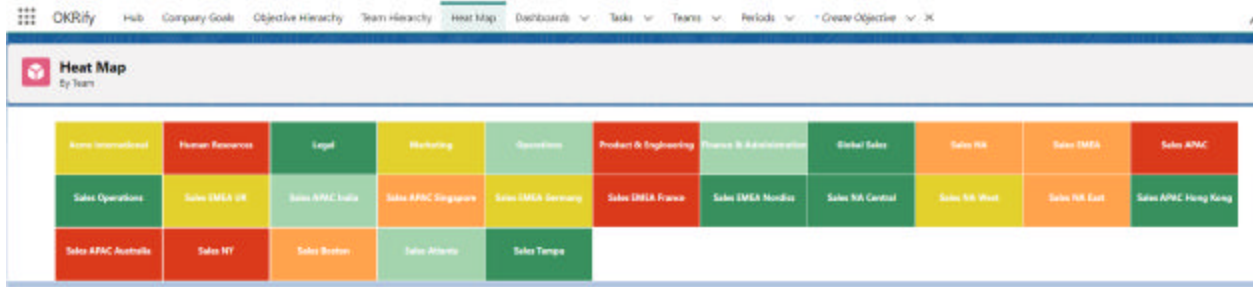 OKRify Hub Company Goals Objective Hierarchy Team Hierarchy Heat Map Dashboards Tasks Teams Periods * Create Objective
Heat Map
By Team
Acme International Human Resources Legal Marketing Operations Product & Engineering Finance & Administration Global Sales Sales NA Sales EMEA Sales APAC
Sales Operations Sales EMEA UK Sales APAC India Sales APAC Singapore Sales EMEA Germany Sales EMEA France Sales EMEA Nordics Sales NA Central Sales NA West Sales NA East Sales APAC Hong Kong
Sales APAC Australia Sales NY Sales Boston Sales Atlanta Sales Tampa